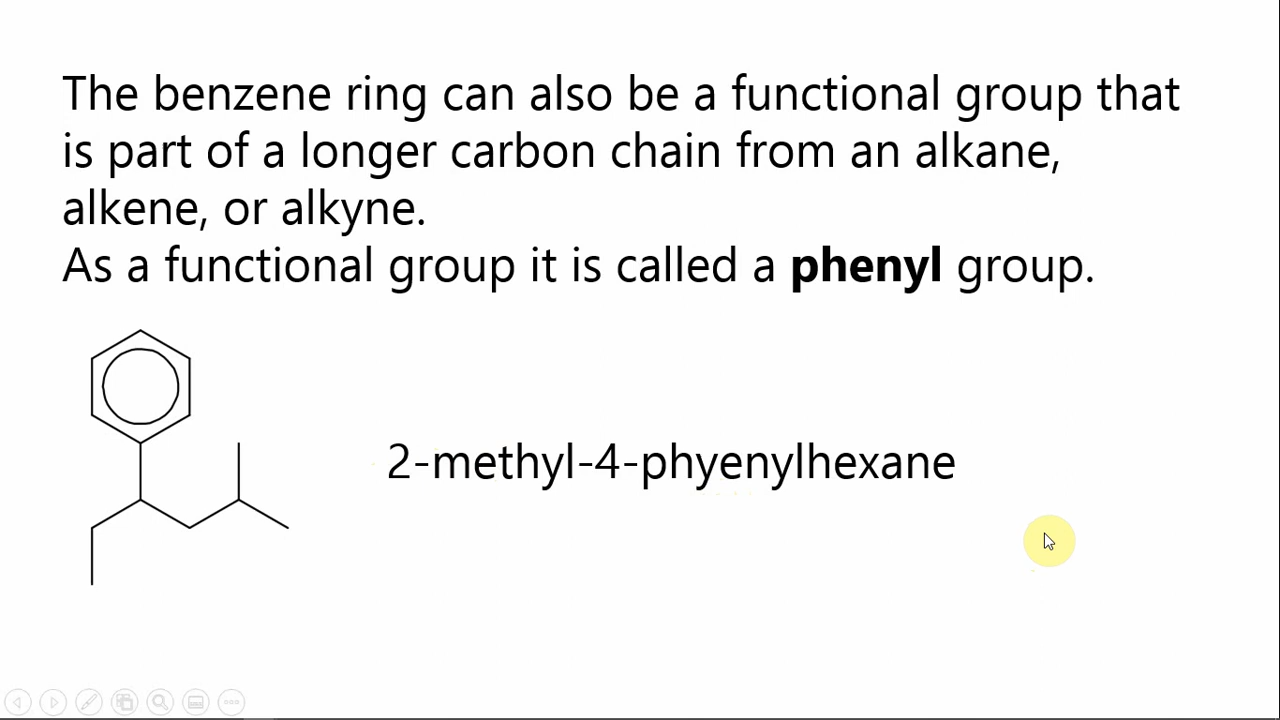 The benzene ring can also be a functional group that
is part of a longer carbon chain from an alkane,
alkene, or alkyne.
As a functional group it is called a phenyl group.
2-methyl-4-phyenylhexane